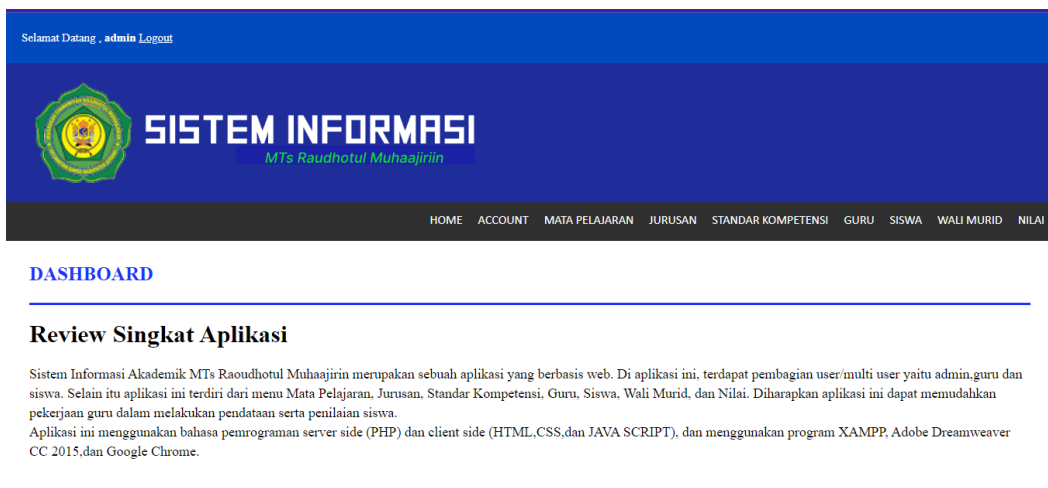 Selamat Datang , admin Logout
SISTEM INFORMASI
MTs Raudhotul Muhaajiriin
HOME ACCOUNT MATA PELAJARAN JURUSAN STANDAR KOMPETENSI GURU SISWA WALI MURID NILAI
DASHBOARD
Review Singkat Aplikasi
Sistem Informasi Akademik MTs Raoudhotul Muhaajirin merupakan sebuah aplikasi yang berbasis web. Di aplikasi ini, terdapat pembagian user/multi user yaitu admin,guru dan
siswa. Selain itu aplikasi ini terdiri dari menu Mata Pelajaran, Jurusan, Standar Kompetensi, Guru, Siswa, Wali Murid, dan Nilai. Diharapkan aplikasi ini dapat memudahkan
pekerjaan guru dalam melakukan pendataan serta penilaian siswa.
Aplikasi ini menggunakan bahasa pemrograman server side (PHP) dan client side (HTML,CSS,dan JAVA SCRIPT), dan menggunakan program XAMPP, Adobe Dreamweaver
CC 2015,dan Google Chrome.